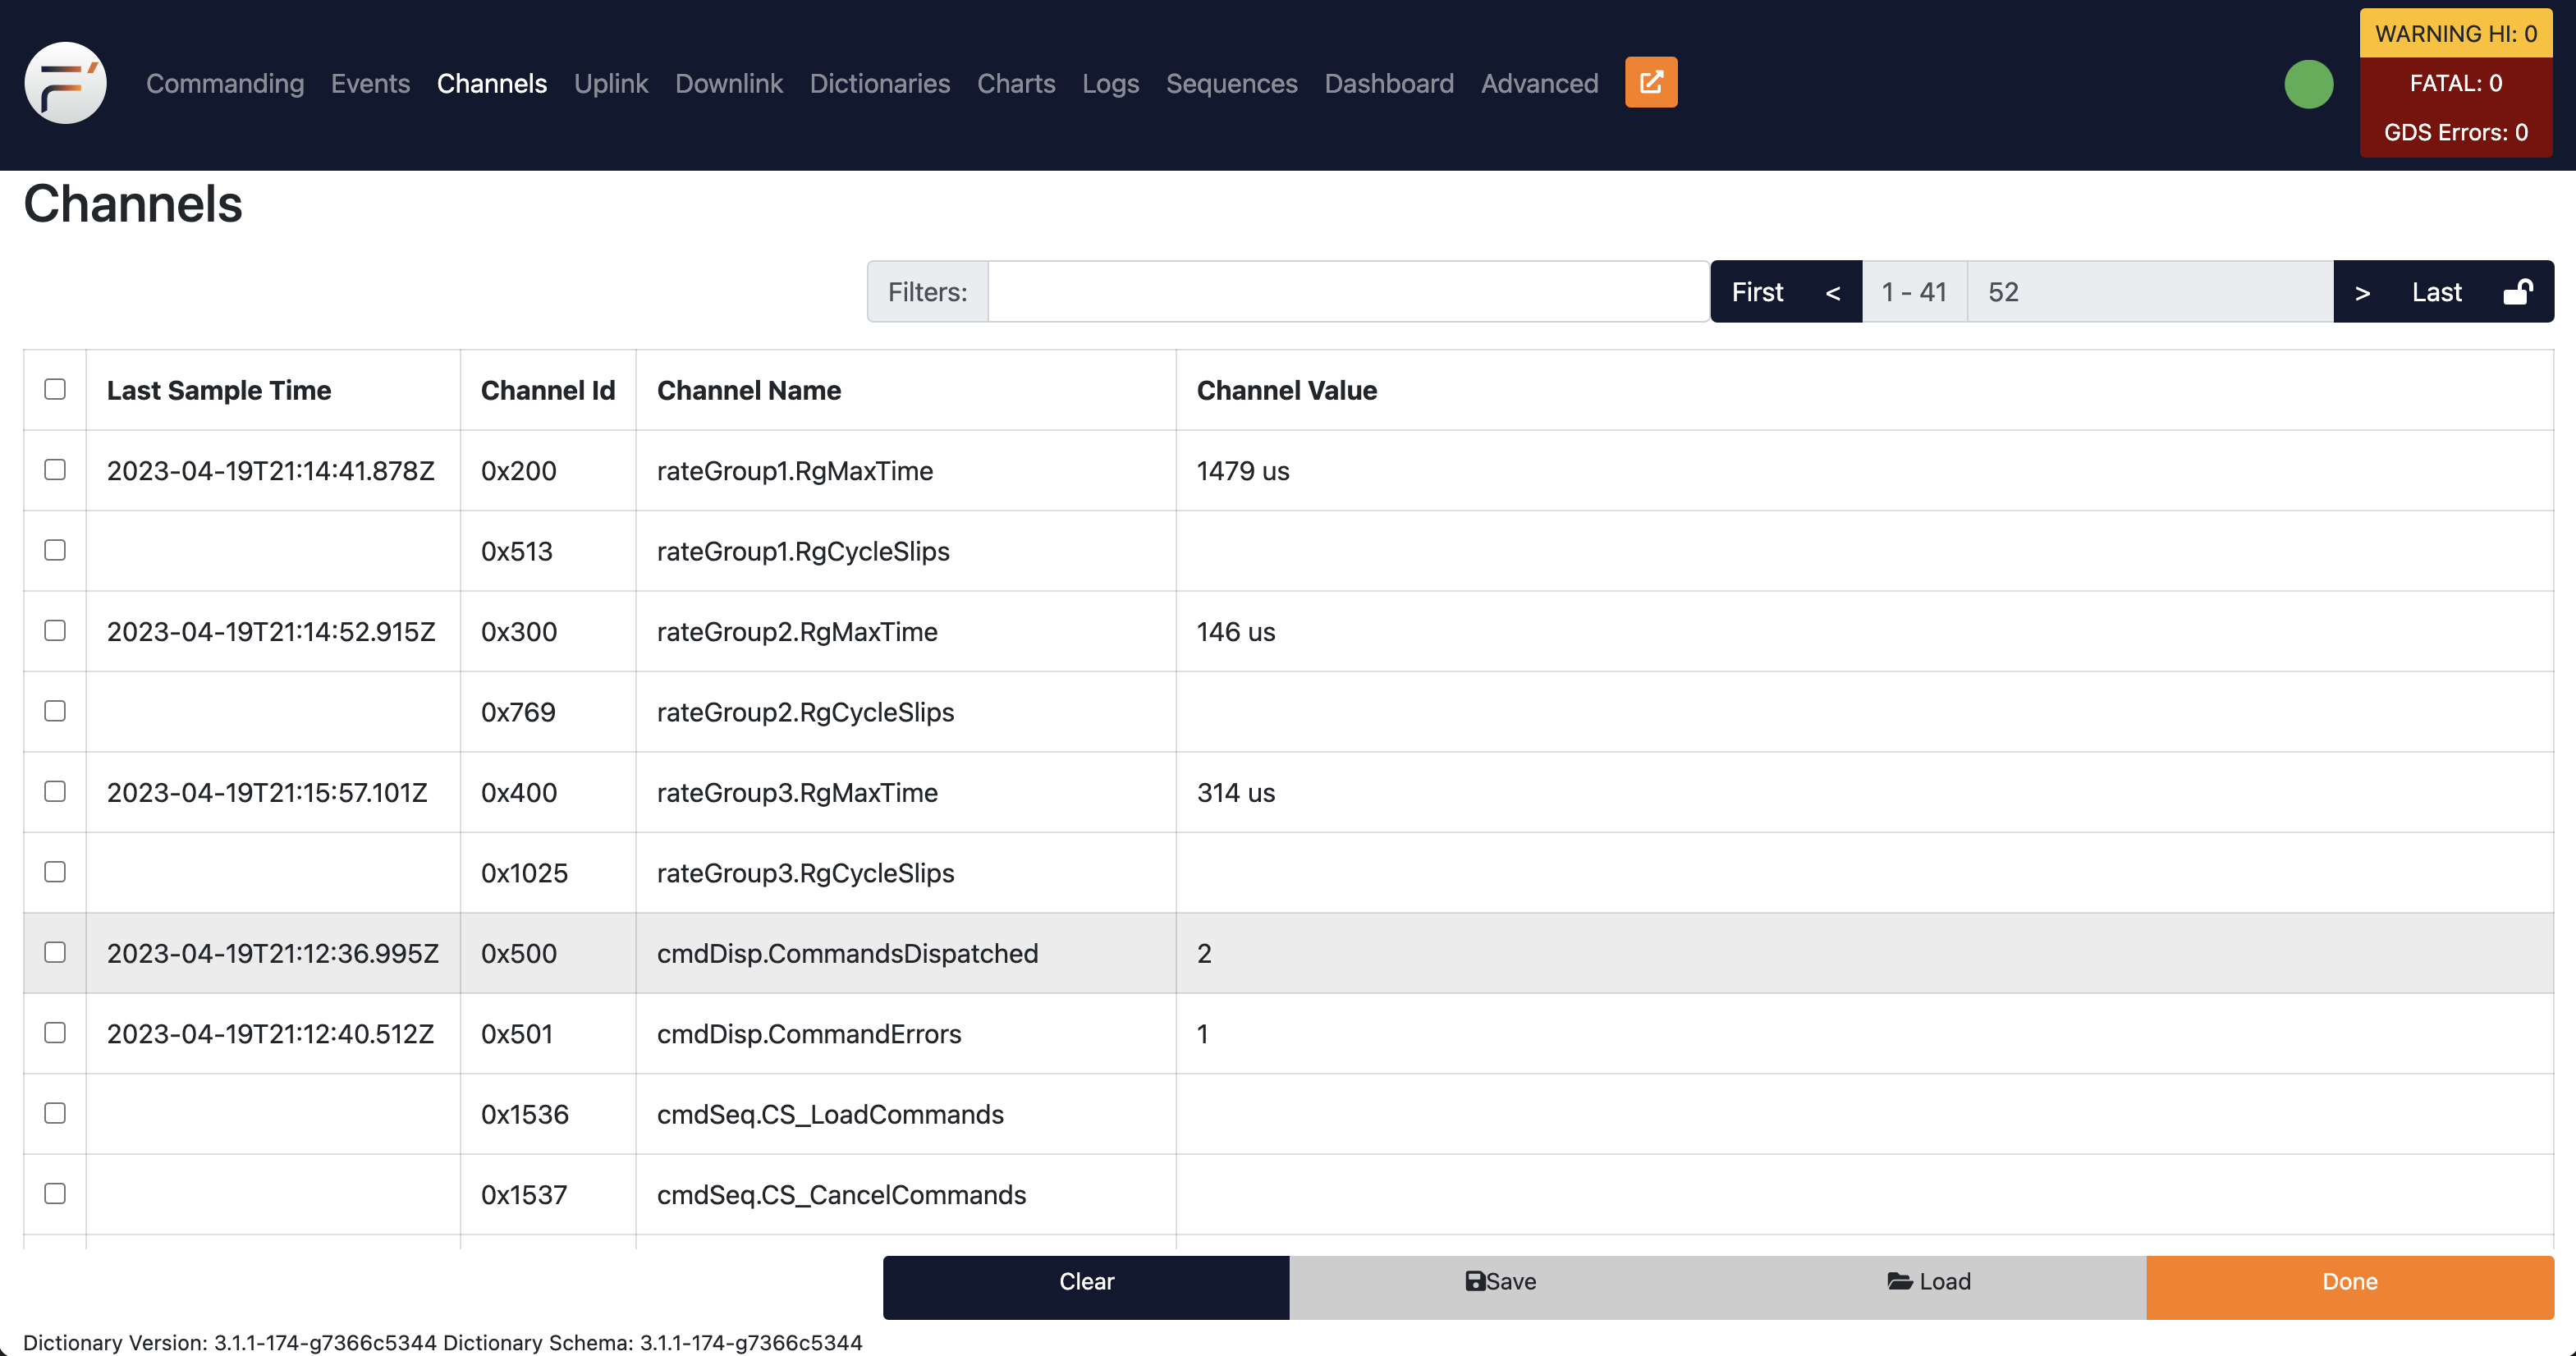 WARNING HI: 0
Commanding Events Channels Uplink Downlink Dictionaries Charts Logs Sequences Dashboard Advanced
FATAL: 0
GDS Errors: 0
Channels
Filters: First < 1 - 41 52 > Last
Last Sample Time Channel Id Channel Name Channel Value
2023-04-19T21:14:41.878Z 0x200 rateGroup1.RgMaxTime 1479 us
0x513 rateGroup1.RgCycleSlips
2023-04-19T21:14:52.915Z 0x300 rateGroup2.RgMaxTime 146 us
0x769 rateGroup2.RgCycleSlips
2023-04-19T21:15:57.101Z 0x400 rateGroup3.RgMaxTime 314 us
0x1025 rateGroup3.RgCycleSlips
2023-04-19T21:12:36.995Z 0x500 cmdDisp.CommandsDispatched 2
2023-04-19T21:12:40.512Z 0x501 cmdDisp.CommandErrors 1
0x1536 cmdSeq.CS_LoadCommands
0x1537 cmdSeq.CS_CancelCommands
Clear Save Load Done
Dictionary Version: 3.1.1-174-g7366c5344 Dictionary Schema: 3.1.1-174-g7366c5344